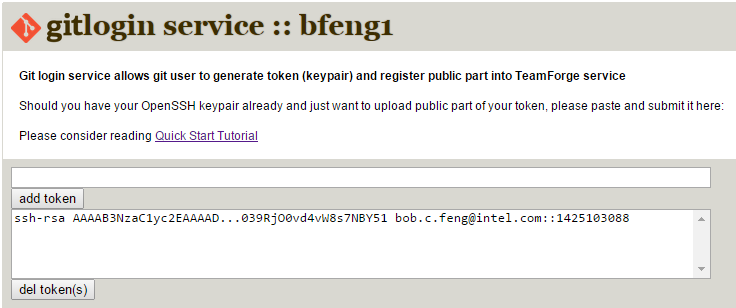 gitlogin service :: bfeng1
Git login service allows git user to generate token (keypair) and register public part into TeamForge service
Should you have your OpenSSH keypair already and just want to upload public part of your token, please paste and submit it here:
Please consider reading Quick Start Tutorial
add token
ssh-rsa AAAAB3NzaC1yc2EAAAAD...039RjO0vd4vW8s7NBY51 bob.c.feng@intel.com::1425103088
del token(s)